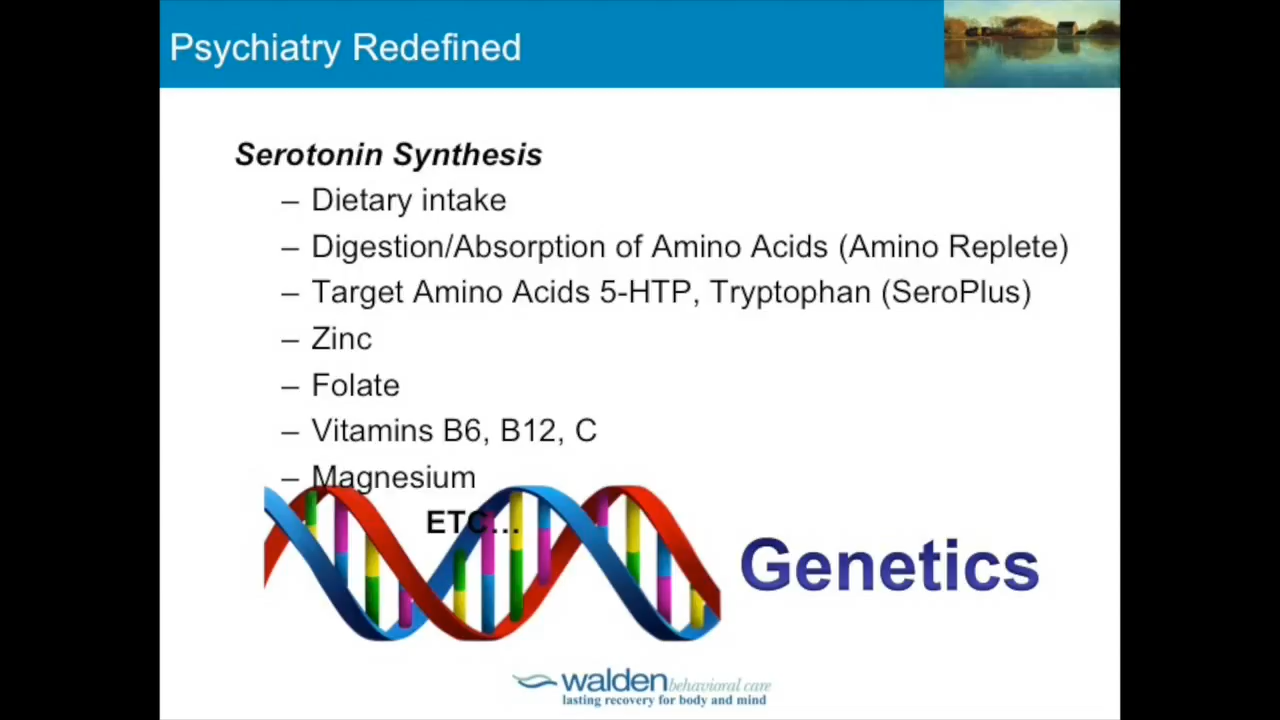 Psychiatry Redefined
Serotonin Synthesis
– Dietary intake
– Digestion/Absorption of Amino Acids (Amino Replete)
– Target Amino Acids 5-HTP, Tryptophan (SeroPlus)
– Zinc
– Folate
– Vitamins B6, B12, C
– Magnesium
ETC...
Genetics
walden behavioral care
lasting recovery for body and mind